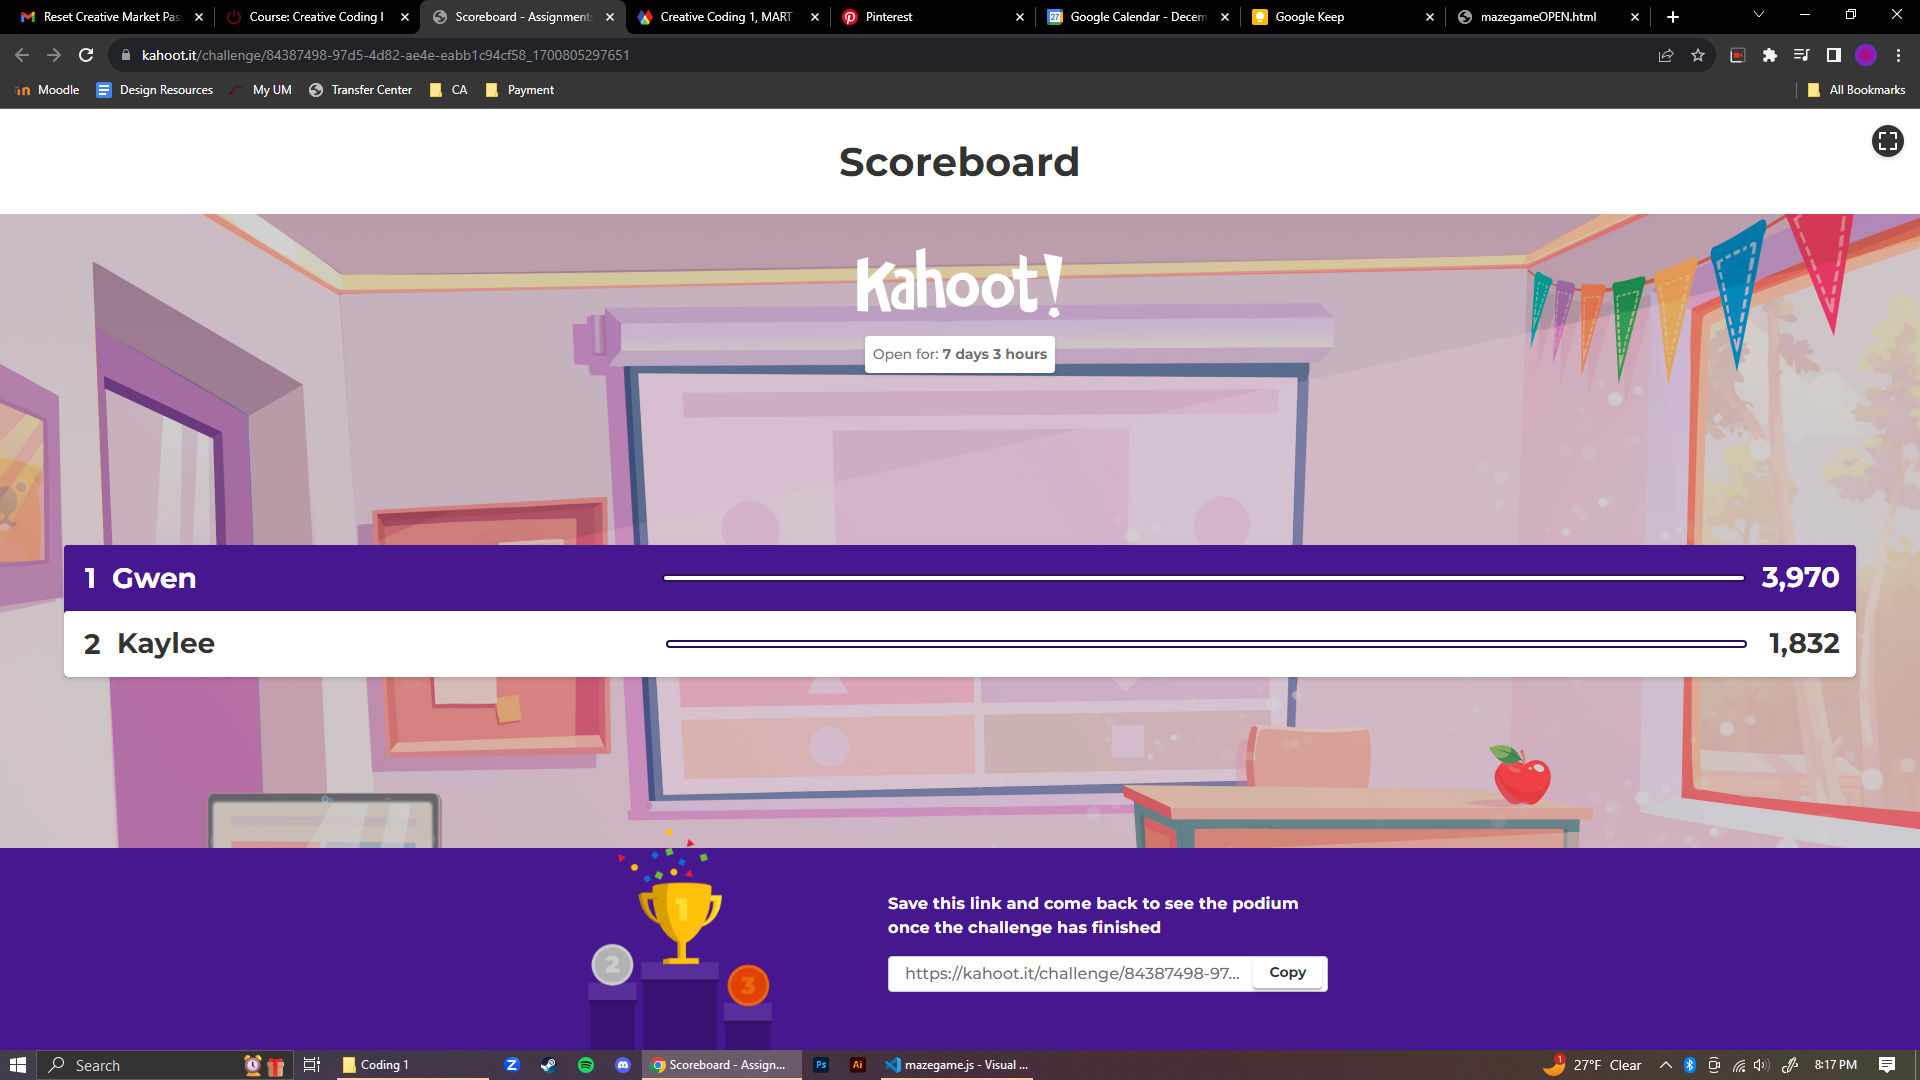 Reset Creative Market Pas
Course: Creative Coding I
Scoreboard - Assignments
Creative Coding 1, MART
Pinterest
Google Calendar - Decem
Google Keep
mazegameOPEN.html
kahoot.it/challenge/84387498-97d5-4d82-ae4e-eabb1c94cf58_1700805297651
Moodle
Design Resources
My UM
Transfer Center
CA
Payment
All Bookmarks
Scoreboard
Kahoot!
Open for: 7 days 3 hours
1 Gwen 3,970
2 Kaylee 1,832
1
2
3
Save this link and come back to see the podium
once the challenge has finished
https://kahoot.it/challenge/84387498-97...
Copy
Search
Coding 1
Scoreboard - Assign...
Ps
Ai
mazegame.js - Visual ...
1
27°F Clear
8:17 PM